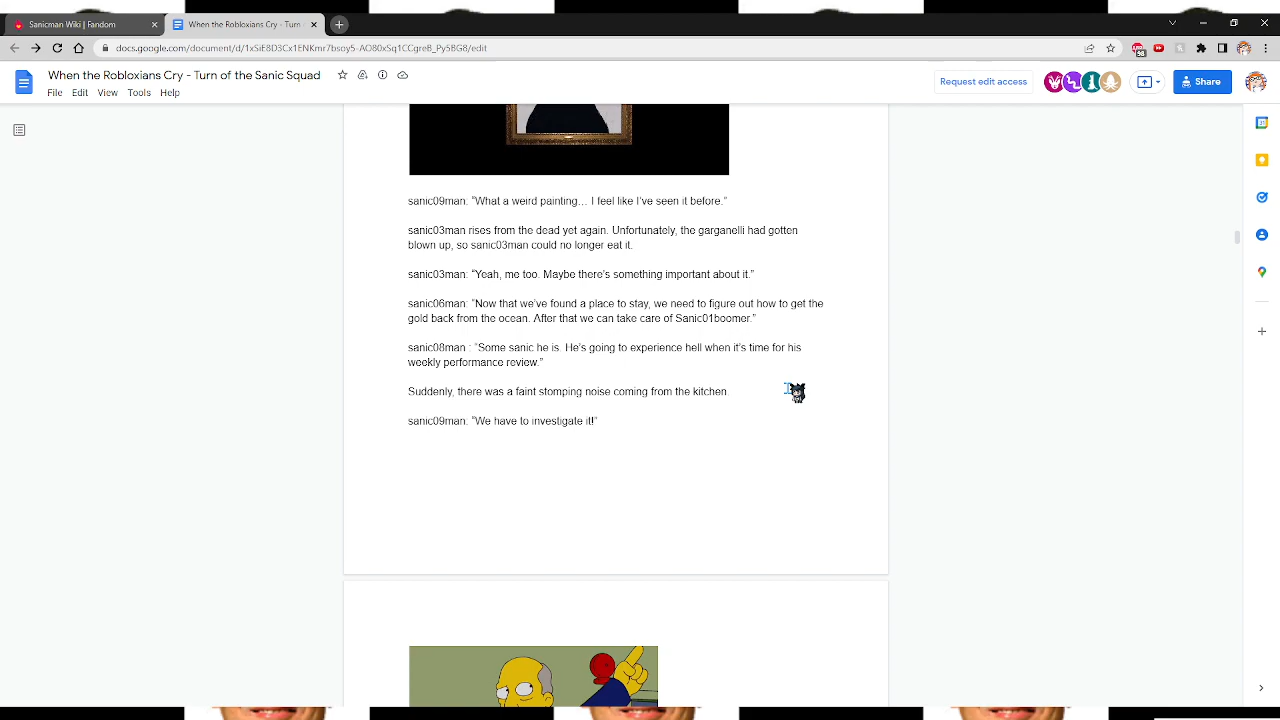 Sanicman Wiki | Fandom
When the Robloxians Cry - Turn
docs.google.com/document/d/1xSiE8D3Cx1ENKmr7bsoy5-AO80xSq1CCgreB_Py5BG8/edit
When the Robloxians Cry - Turn of the Sanic Squad
File Edit View Tools Help
Request edit access
Share
sanic09man: “What a weird painting… I feel like I’ve seen it before.”
sanic03man rises from the dead yet again. Unfortunately, the garganelli had gotten
blown up, so sanic03man could no longer eat it.
sanic03man: “Yeah, me too. Maybe there’s something important about it.”
sanic06man: “Now that we’ve found a place to stay, we need to figure out how to get the
gold back from the ocean. After that we can take care of Sanic01boomer.”
sanic08man : “Some sanic he is. He’s going to experience hell when it’s time for his
weekly performance review.”
Suddenly, there was a faint stomping noise coming from the kitchen.
sanic09man: “We have to investigate it!”